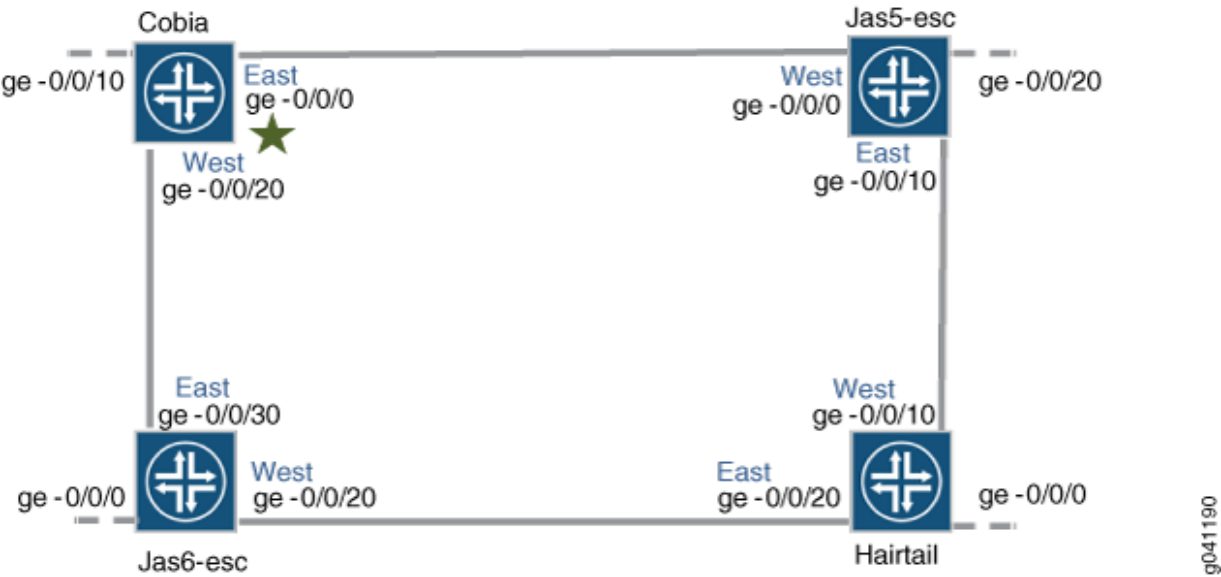 Cobia
Jas5-esc
ge -0/0/10
East
ge -0/0/0
West
ge -0/0/0
ge -0/0/20
West
ge -0/0/20
East
ge -0/0/10
East
ge -0/0/30
West
ge -0/0/10
ge -0/0/0
West
ge -0/0/20
East
ge -0/0/20
ge -0/0/0
Jas6-esc
Hairtail
g041190